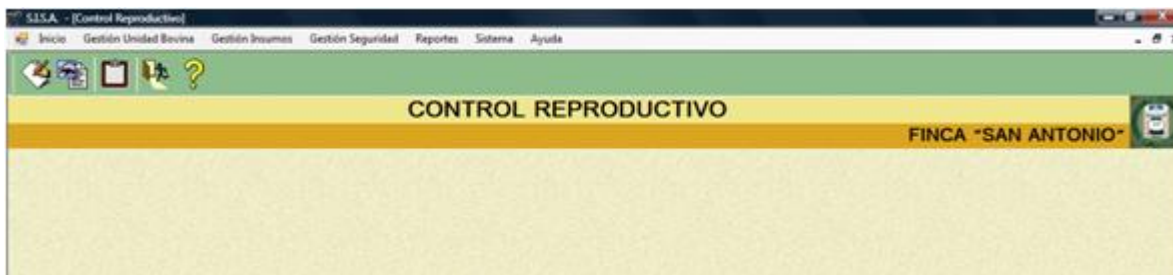 S.I.S.A. - [Control Reproductivo]
Inicio Gestión Unidad Bovina Gestión Insumos Gestión Seguridad Reportes Sistema Ayuda
CONTROL REPRODUCTIVO
FINCA "SAN ANTONIO"